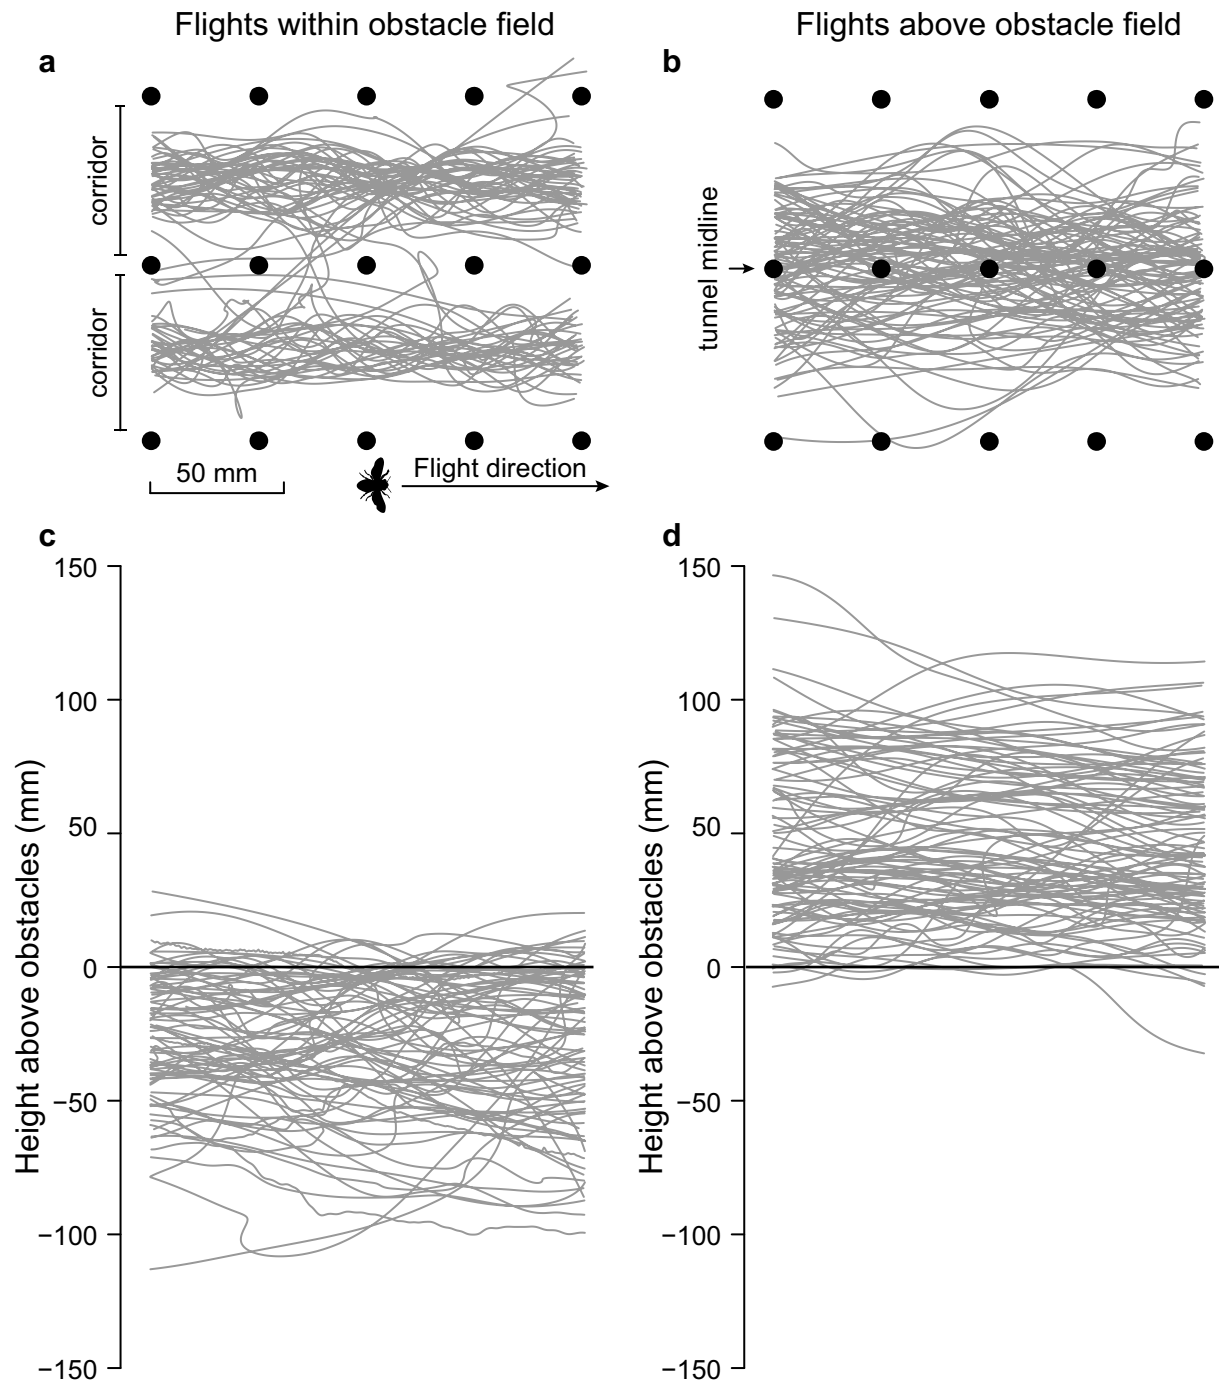 Flights within obstacle field
Flights above obstacle field
a
b
corridor
corridor
tunnel midline
50 mm
Flight direction
c
d
Height above obstacles (mm)
150
100
50
0
−50
−100
−150
Height above obstacles (mm)
150
100
50
0
−50
−100
−150